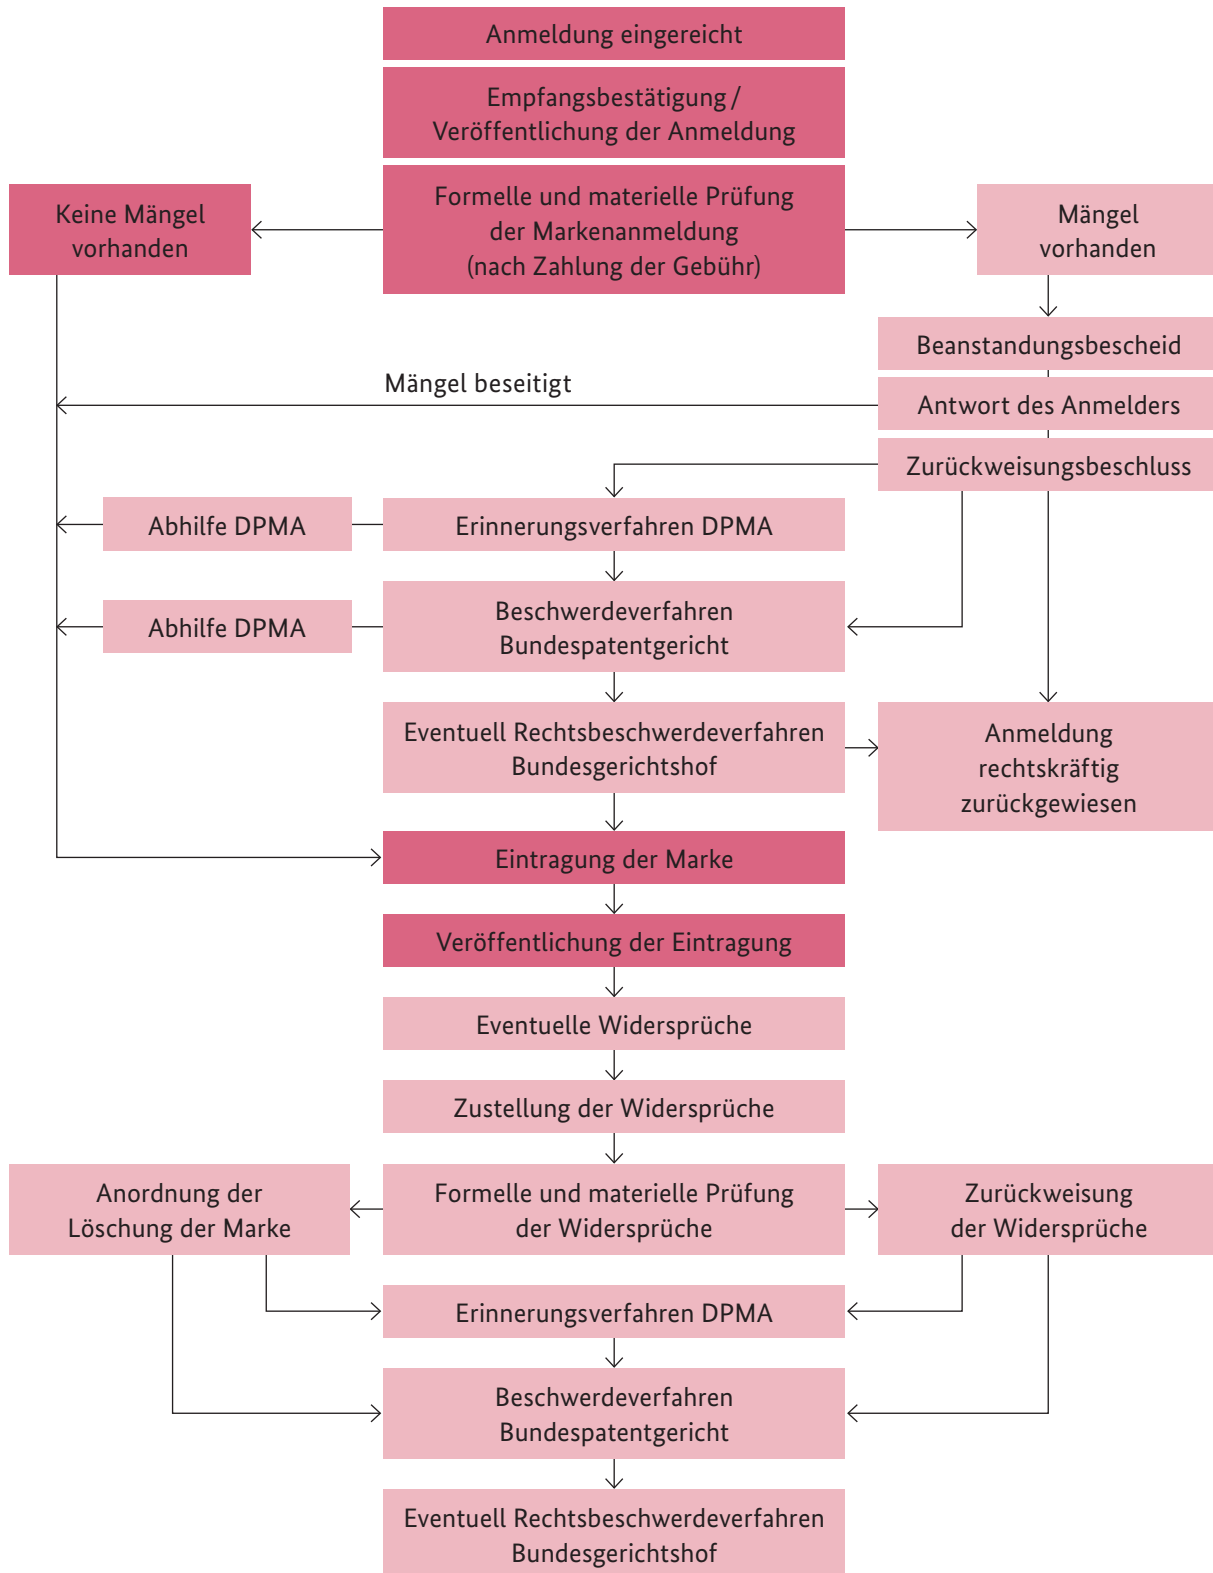 Anmeldung eingereicht
Empfangsbestätigung /
Veröffentlichung der Anmeldung
Keine Mängel
vorhanden
Formelle und materielle Prüfung
der Markenanmeldung
(nach Zahlung der Gebühr)
Mängel
vorhanden
Beanstandungsbescheid
Mängel beseitigt
Antwort des Anmelders
Zurückweisungsbeschluss
Abhilfe DPMA
Erinnerungsverfahren DPMA
Abhilfe DPMA
Beschwerdeverfahren
Bundespatentgericht
Eventuell Rechtsbeschwerdeverfahren
Bundesgerichtshof
Anmeldung
rechtskräftig
zurückgewiesen
Eintragung der Marke
Veröffentlichung der Eintragung
Eventuelle Widersprüche
Zustellung der Widersprüche
Anordnung der
Löschung der Marke
Formelle und materielle Prüfung
der Widersprüche
Zurückweisung
der Widersprüche
Erinnerungsverfahren DPMA
Beschwerdeverfahren
Bundespatentgericht
Eventuell Rechtsbeschwerdeverfahren
Bundesgerichtshof